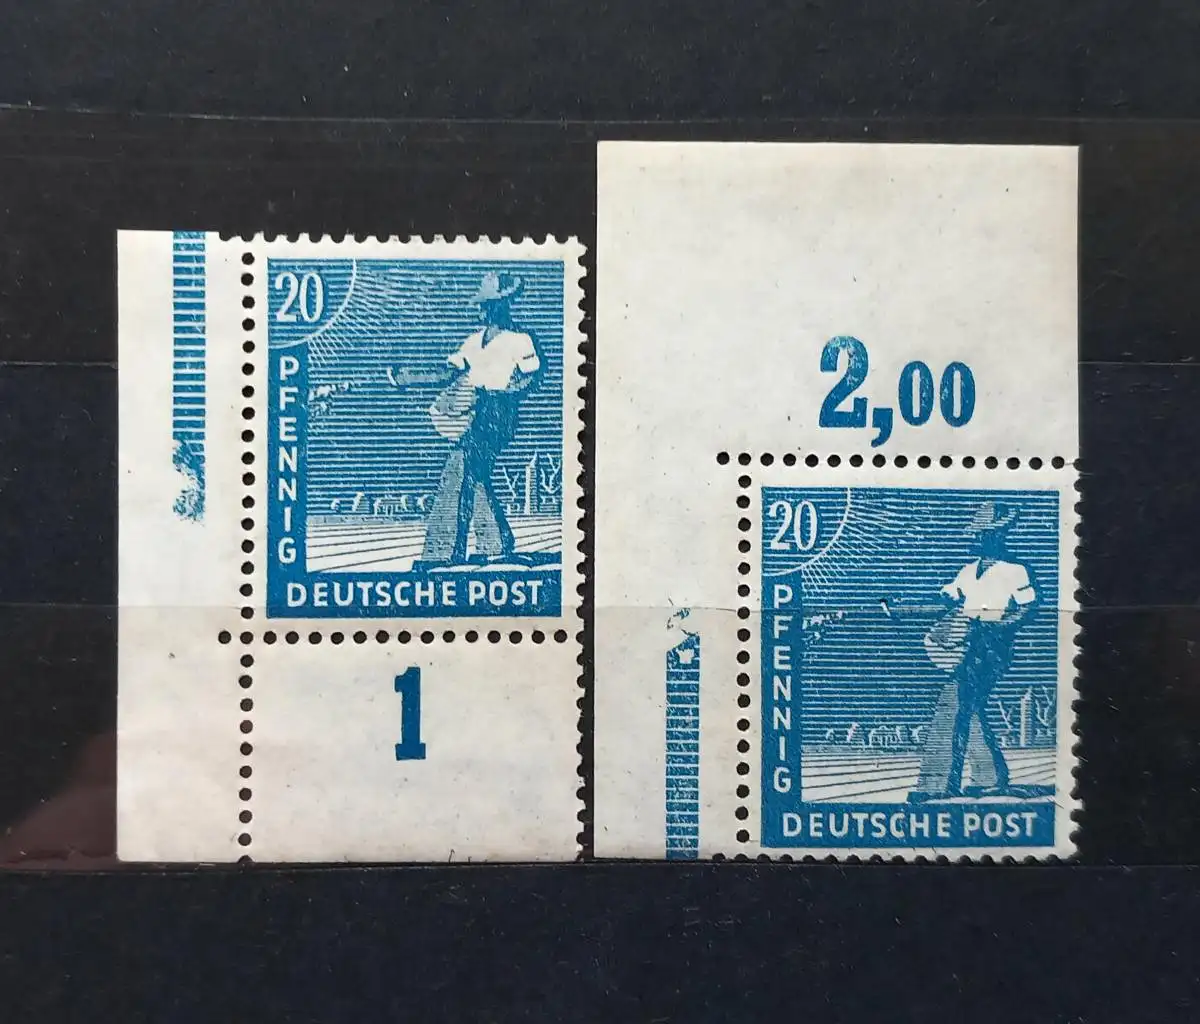 20
PFENNIG
DEUTSCHE POST
1
2,00
20
PFENNIG
DEUTSCHE POST